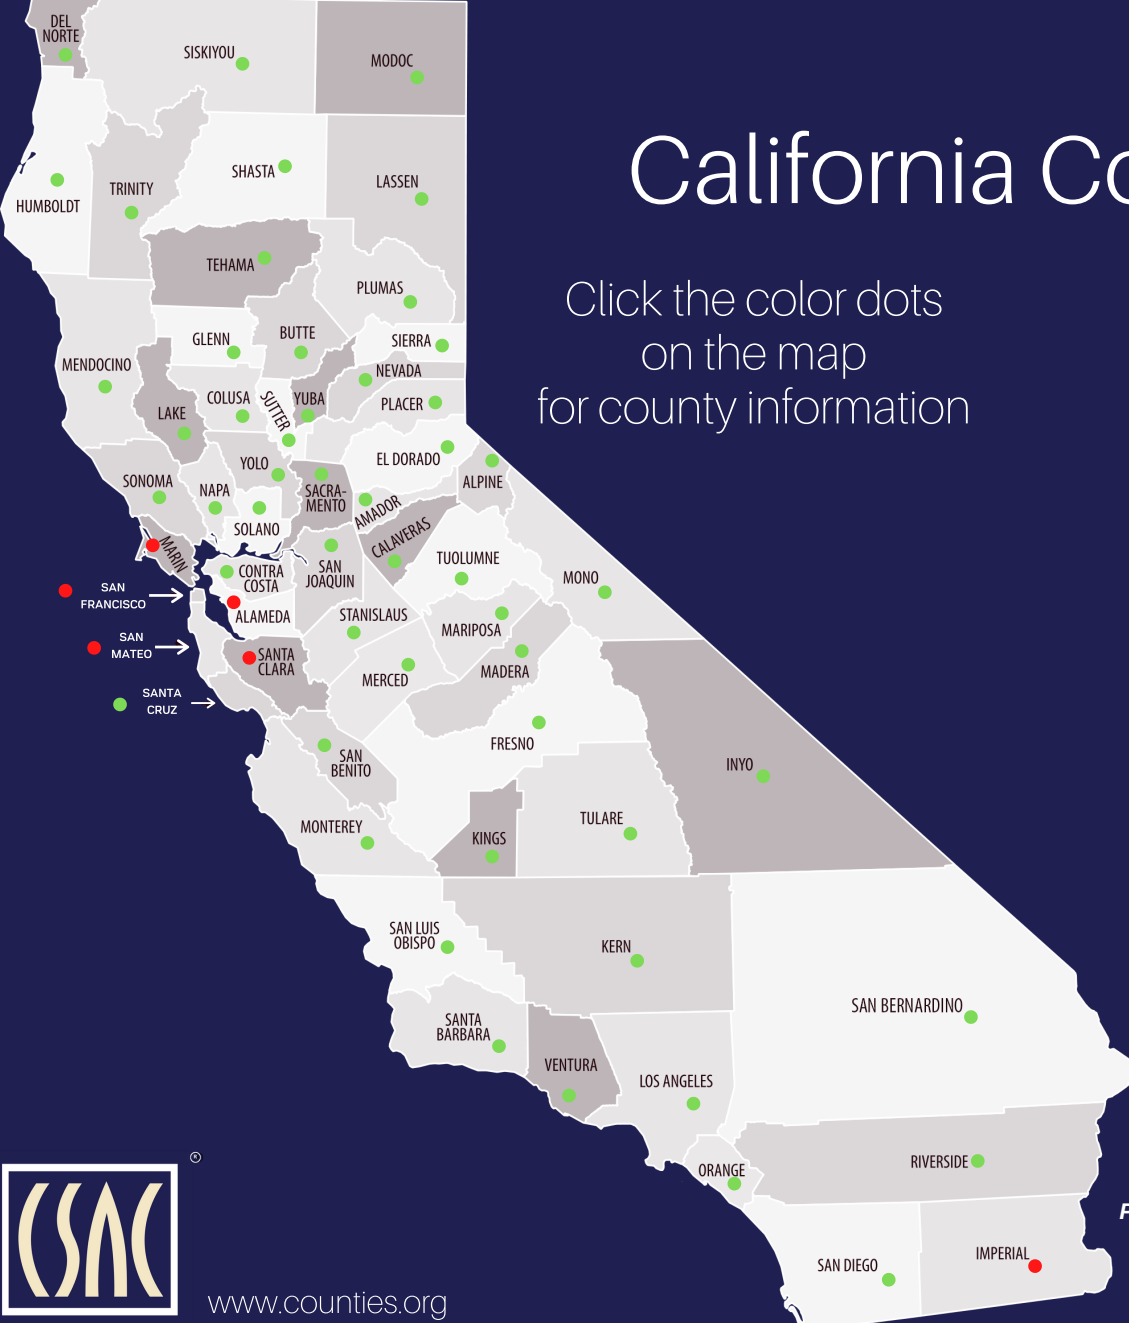 DEL
NORTE
SISKIYOU
MODOC
SHASTA
LASSEN
TRINITY
HUMBOLDT
California Co
TEHAMA
PLUMAS
Click the color dots
on the map
for county information
GLENN
BUTTE
SIERRA
MENDOCINO
NEVADA
COLUSA
SUTTER
YUBA
PLACER
LAKE
YOLO
EL DORADO
SONOMA
NAPA
SACRA-
MENTO
ALPINE
AMADOR
SOLANO
CALAVERAS
MARIN
TUOLUMNE
CONTRA
COSTA
SAN
JOAQUIN
MONO
SAN
FRANCISCO
ALAMEDA
STANISLAUS
MARIPOSA
SAN
MATEO
SANTA
CLARA
MERCED
MADERA
SANTA
CRUZ
FRESNO
SAN
BENITO
INYO
MONTEREY
KINGS
TULARE
SAN LUIS
OBISPO
KERN
SAN BERNARDINO
SANTA
BARBARA
VENTURA
LOS ANGELES
ORANGE
RIVERSIDE
CSAC
®
SAN DIEGO
IMPERIAL
www.counties.org